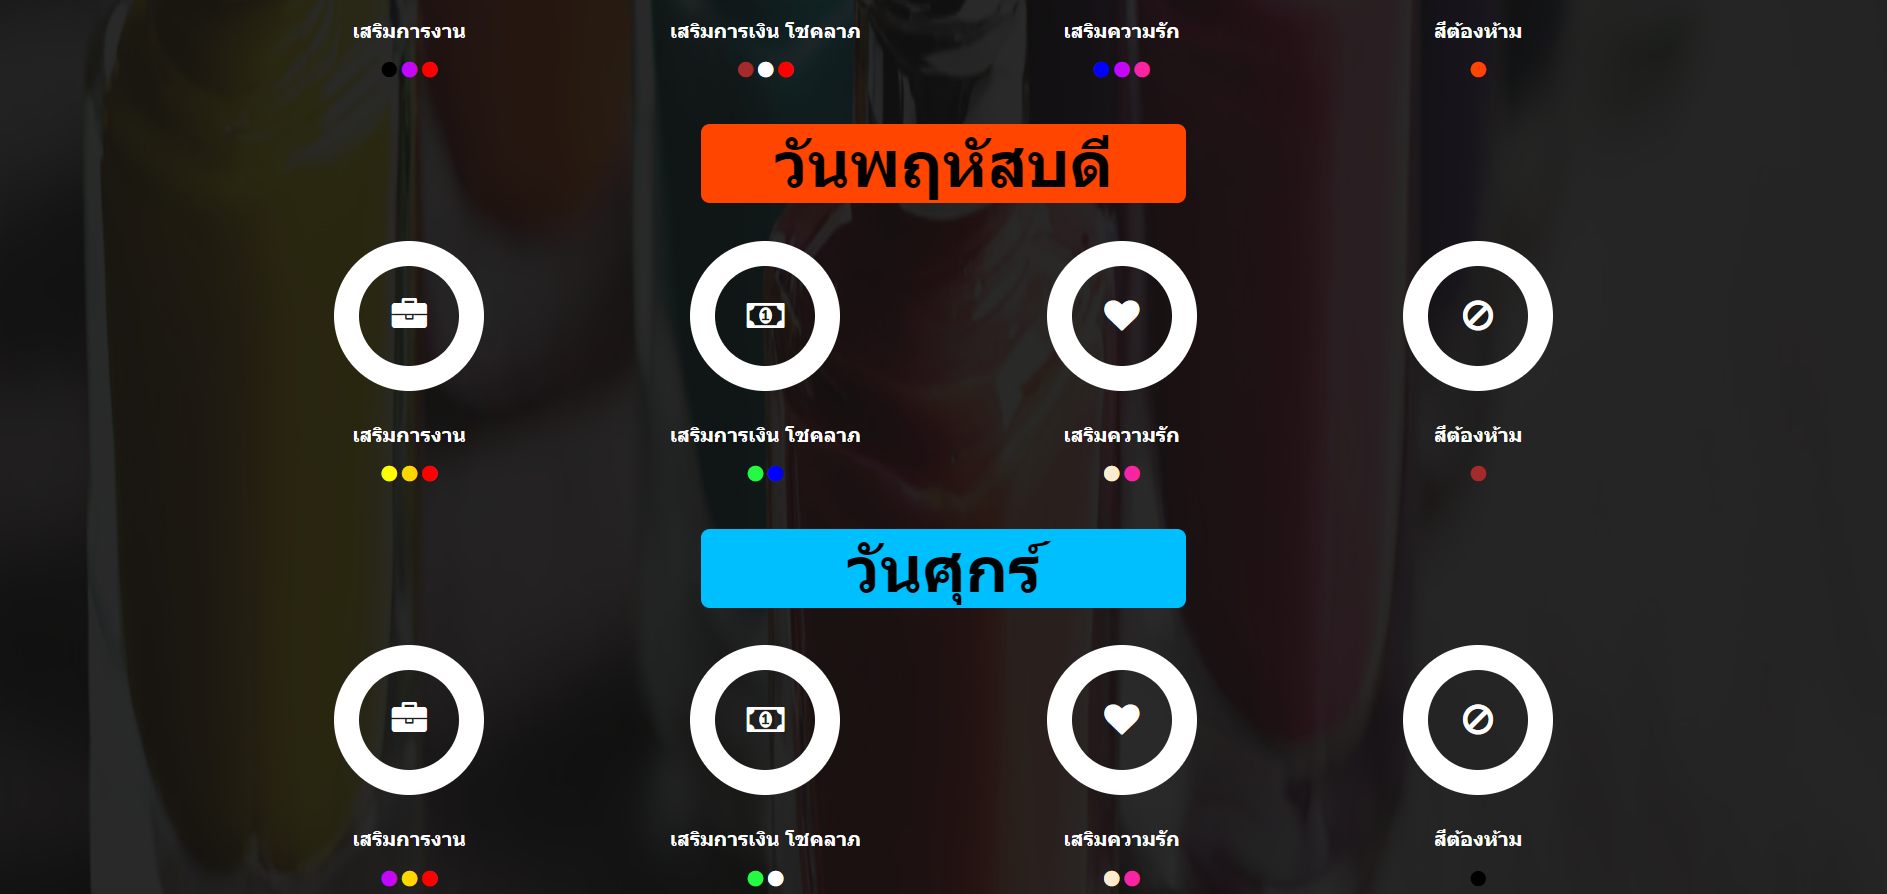 เสริมการงาน เสริมการเงิน โชคลาภ เสริมความรัก สีต้องห้าม
วันพฤหัสบดี
1
เสริมการงาน เสริมการเงิน โชคลาภ เสริมความรัก สีต้องห้าม
วันศุกร์
1
เสริมการงาน เสริมการเงิน โชคลาภ เสริมความรัก สีต้องห้าม